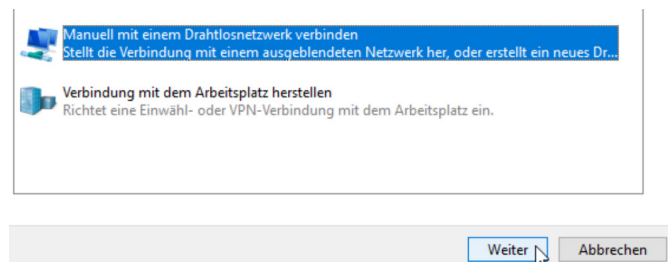 Manuell mit einem Drahtlosnetzwerk verbinden
Stellt die Verbindung mit einem ausgeblendeten Netzwerk her, oder erstellt ein neues Dr...
Verbindung mit dem Arbeitsplatz herstellen
Richtet eine Einwähl- oder VPN-Verbindung mit dem Arbeitsplatz ein.
Weiter
Abbrechen